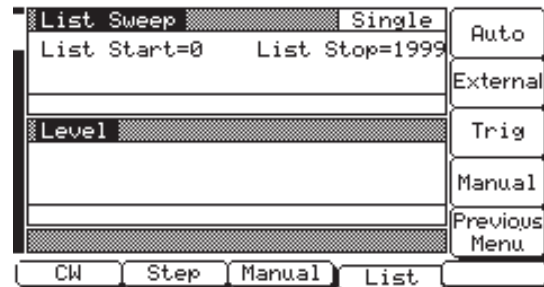 List Sweep Single
List Start=0 List Stop=1999
Level
Auto
External
Trig
Manual
Previous
Menu
CW Step Manual List